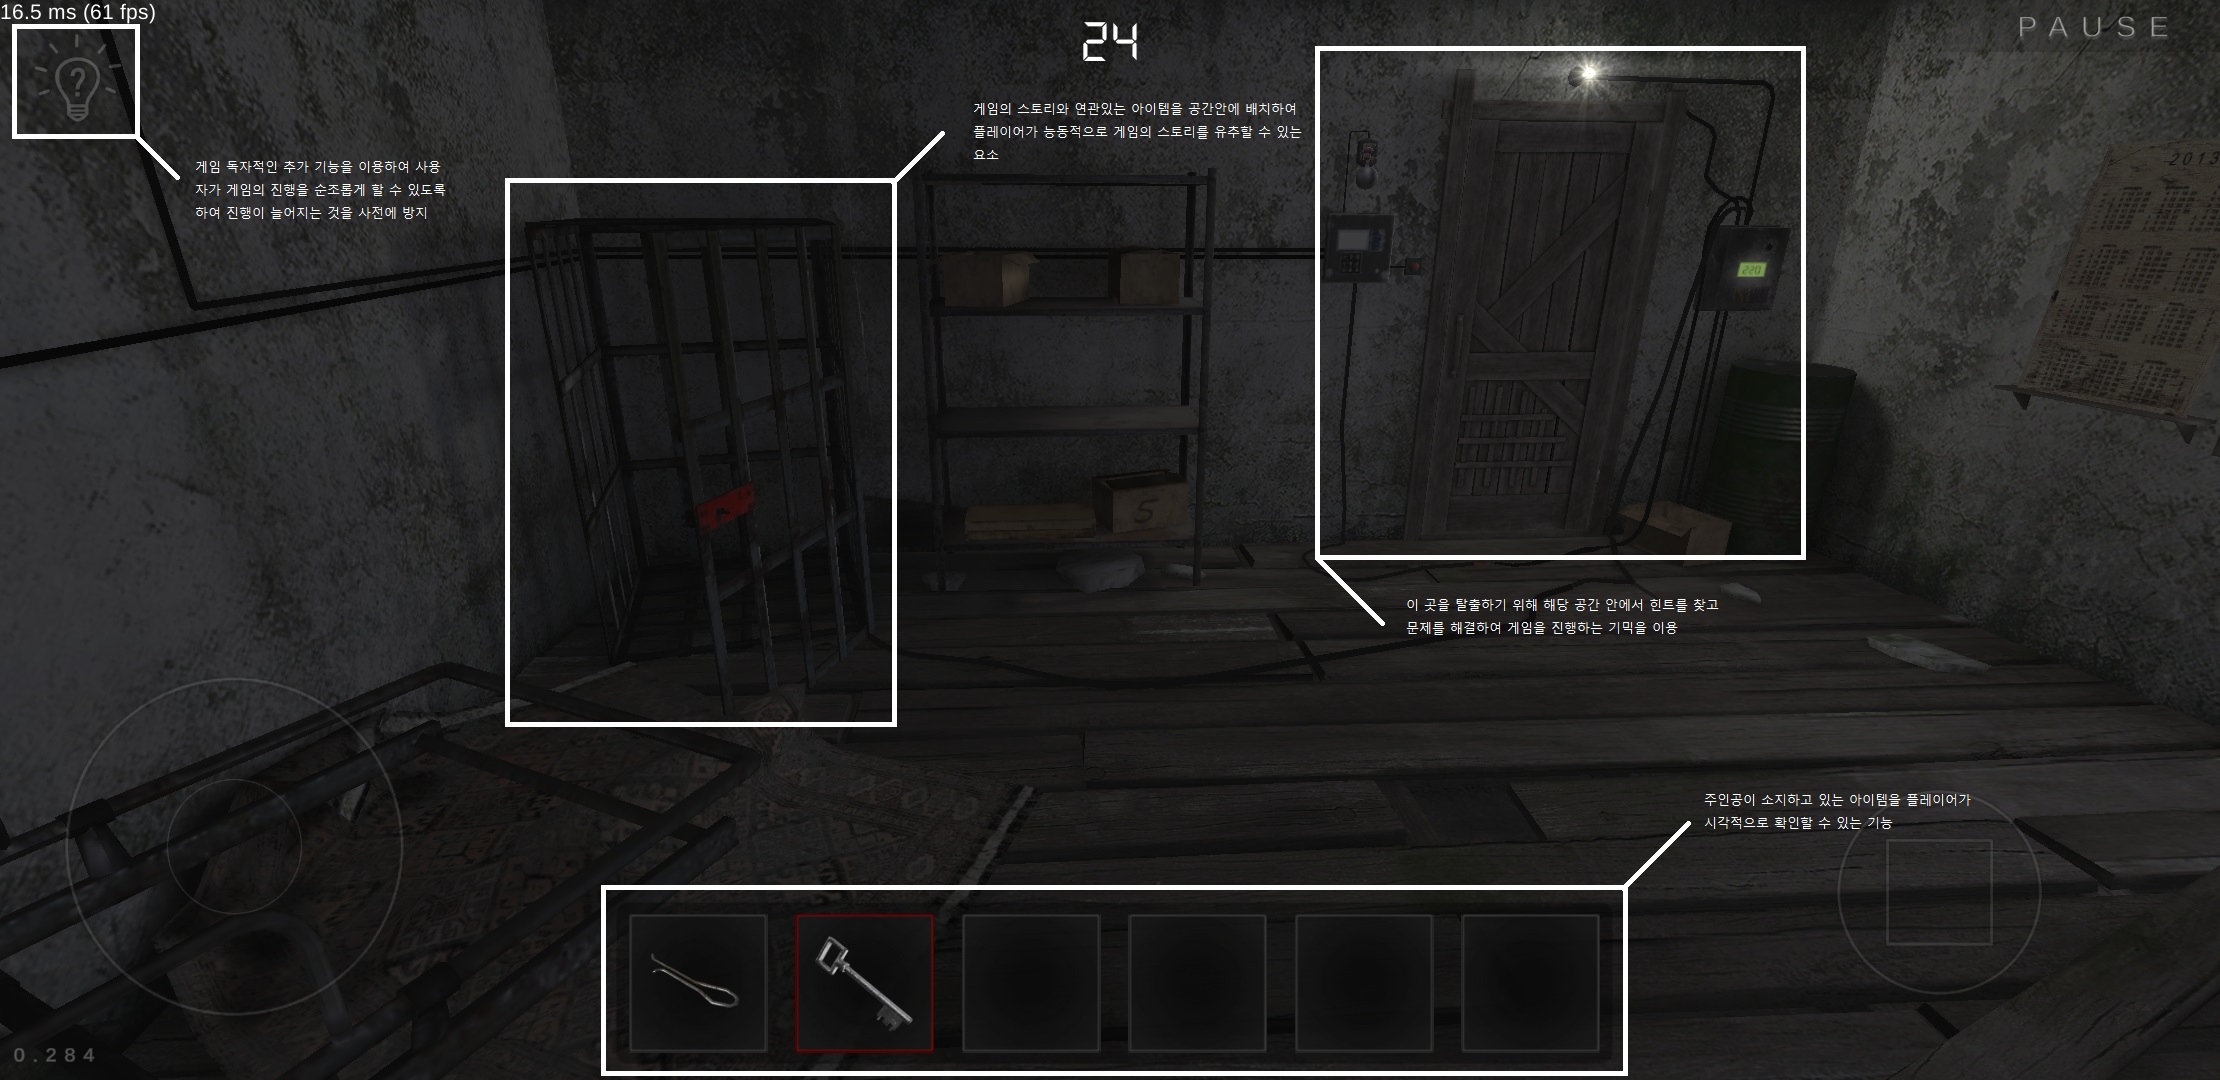 16.5 ms (61 fps)
24
PAUSE
게임의 스토리와 연관있는 아이템을 공간안에 배치하여
플레이어가 능동적으로 게임의 스토리를 유추할 수 있는
요소
게임 독자적인 추가 기능을 이용하여 사용
자가 게임의 진행을 순조롭게 할 수 있도록
하여 진행이 늘어지는 것을 사전에 방지
2013
220
5
이 곳을 탈출하기 위해 해당 공간 안에서 힌트를 찾고
문제를 해결하여 게임을 진행하는 기믹을 이용
주인공이 소지하고 있는 아이템을 플레이어가
시각적으로 확인할 수 있는 기능
0.284